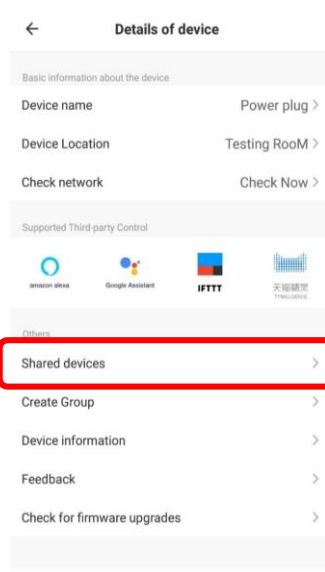 Details of device
Basic information about the device
Device name Power plug
Device Location Testing RooM
Check network Check Now
Supported Third-party Control
amazon alexa Google Assistant IFTTT 天猫精灵
TMALL GENIE
Others
Shared devices
Create Group
Device information
Feedback
Check for firmware upgrades